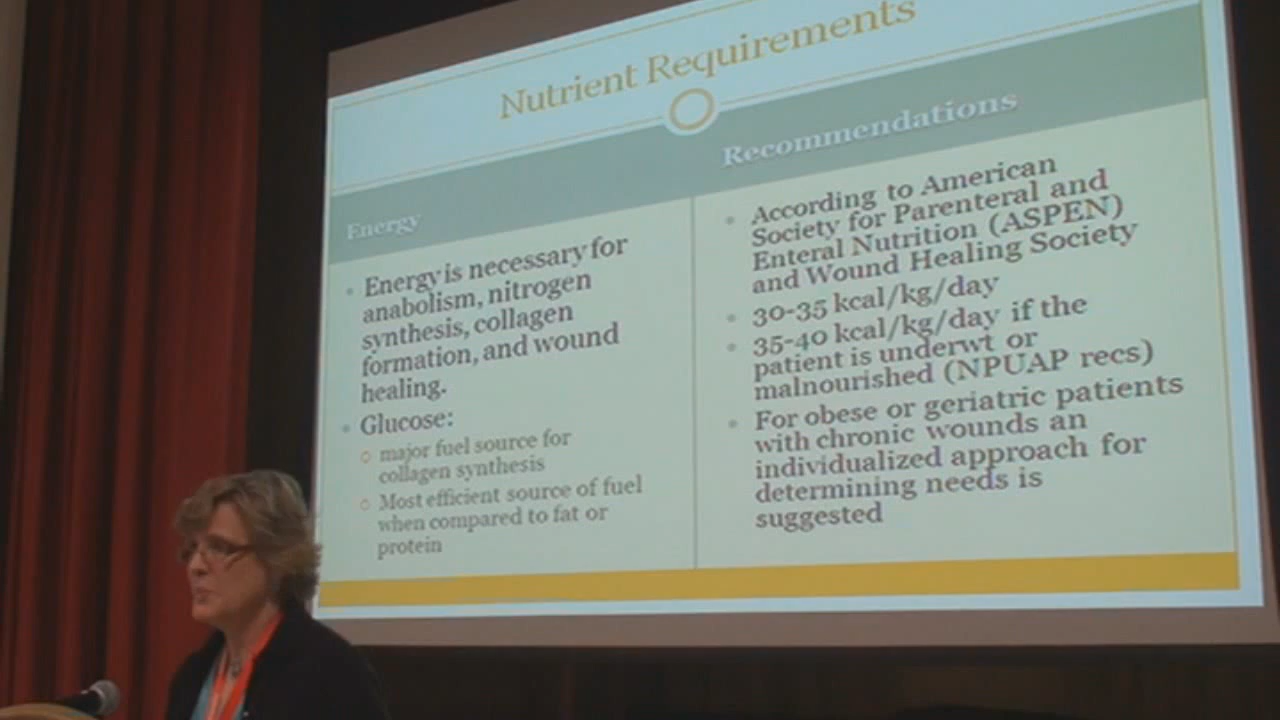 Nutrient Requirements
Energy
Energy is necessary for
anabolism, nitrogen
synthesis, collagen
formation, and wound
healing.
Glucose:
major fuel source for
collagen synthesis
Most efficient source of fuel
when compared to fat or
protein
Recommendations
According to American
Society for Parenteral and
Enteral Nutrition (ASPEN)
and Wound Healing Society
30-35 kcal/kg/day
35-40 kcal/kg/day if the
patient is underwt or
malnourished (NPUAP recs)
For obese or geriatric patients
with chronic wounds an
individualized approach for
determining needs is
suggested